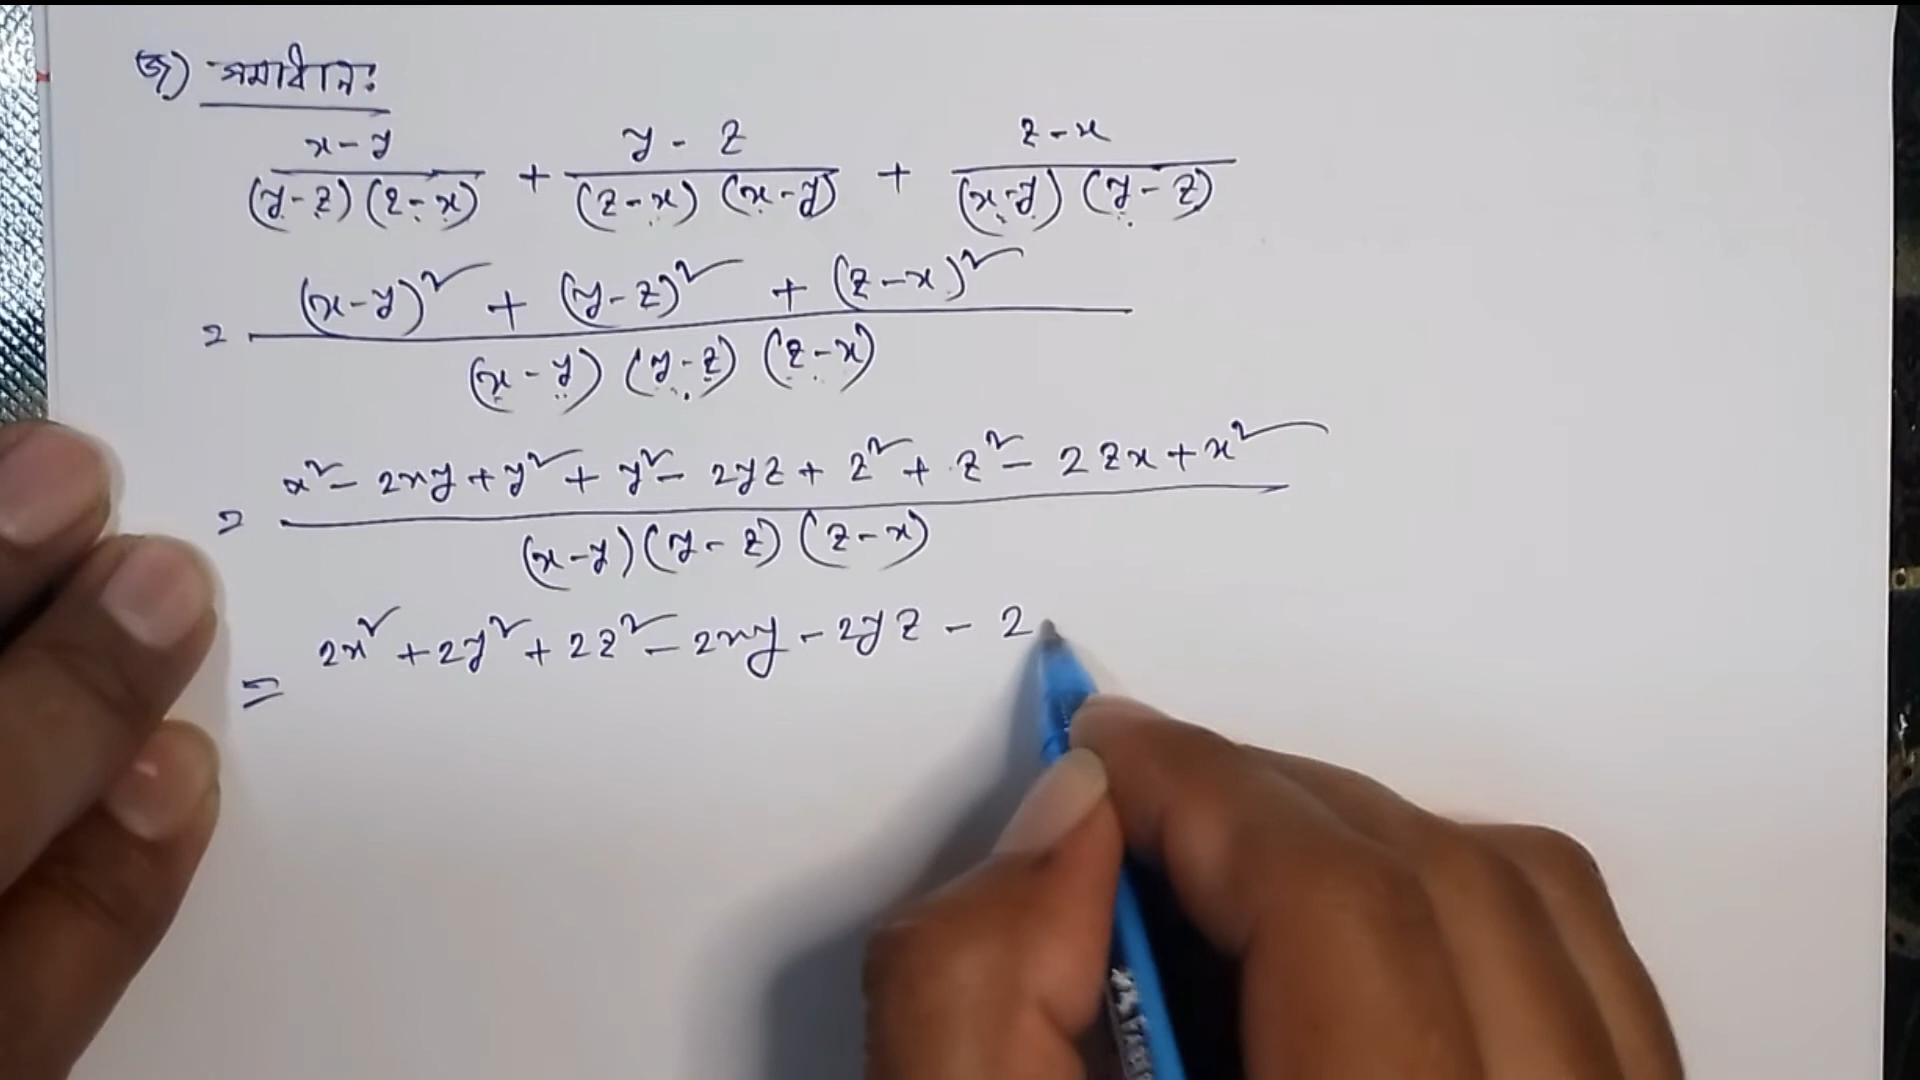 জ) সমাধানঃ
x-y / (y-z)(z-x) + y-z / (z-x)(x-y) + z-x / (x-y)(y-z)
= (x-y)² + (y-z)² + (z-x)² / (x-y)(y-z)(z-x)
= x² - 2xy + y² + y² - 2yz + z² + z² - 2zx + x² / (x-y)(y-z)(z-x)
= 2x² + 2y² + 2z² - 2xy - 2yz - 2